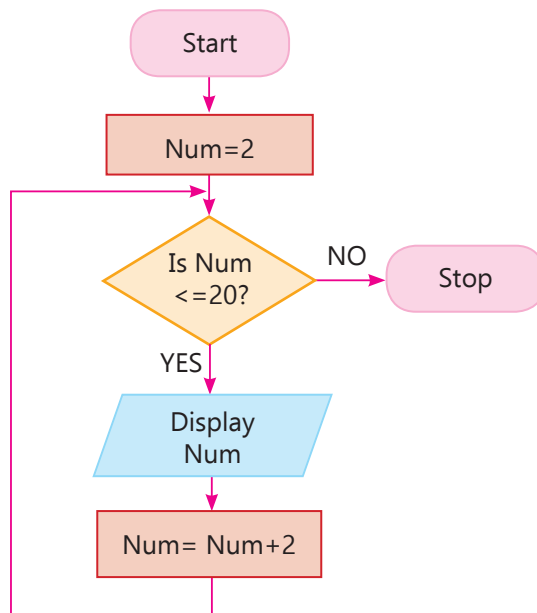 Start
Num=2
Is Num
<=20?
NO
Stop
YES
Display
Num
Num= Num+2